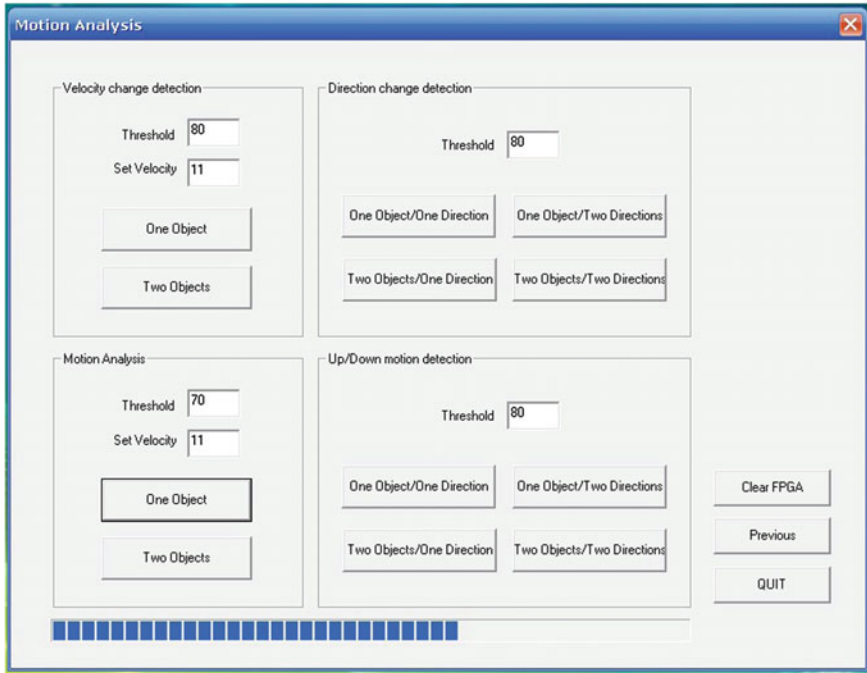 Motion Analysis
Velocity change detection
Threshold 80
Set Velocity 11
One Object
Two Objects
Direction change detection
Threshold 80
One Object/One Direction
One Object/Two Directions
Two Objects/One Direction
Two Objects/Two Directions
Motion Analysis
Threshold 70
Set Velocity 11
One Object
Two Objects
Up/Down motion detection
Threshold 80
One Object/One Direction
One Object/Two Directions
Two Objects/One Direction
Two Objects/Two Directions
Clear FPGA
Previous
QUIT